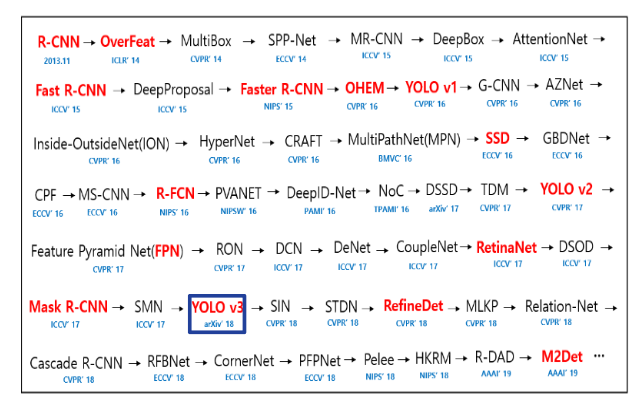 R-CNN → OverFeat → MultiBox → SPP-Net → MR-CNN → DeepBox → AttentionNet →
2013.11 ICLR' 14 CVPR' 14 ECCV' 14 ICCV' 15 ICCV' 15 ICCV' 15
Fast R-CNN → DeepProposal → Faster R-CNN → OHEM → YOLO v1 → G-CNN → AZNet →
ICCV' 15 ICCV' 15 NIPS' 15 CVPR' 16 CVPR' 16 CVPR' 16 CVPR' 16
Inside-OutsideNet(ION) → HyperNet → CRAFT → MultiPathNet(MPN) → SSD → GBDNet →
CVPR' 16 CVPR' 16 CVPR' 16 BMVC' 16 ECCV' 16 ECCV' 16
CPF → MS-CNN → R-FCN → PVANET → DeepID-Net → NoC → DSSD → TDM → YOLO v2 →
ECCV' 16 ECCV' 16 NIPS' 16 NIPSW' 16 PAMI' 16 TPAMI' 16 arXiv' 17 CVPR' 17 CVPR' 17
Feature Pyramid Net(FPN) → RON → DCN → DeNet → CoupleNet → RetinaNet → DSOD →
CVPR' 17 CVPR' 17 ICCV' 17 ICCV' 17 ICCV' 17 ICCV' 17 ICCV' 17
Mask R-CNN → SMN → YOLO v3 → SIN → STDN → RefineDet → MLKP → Relation-Net →
ICCV' 17 ICCV' 17 arXiv' 18 CVPR' 18 CVPR' 18 CVPR' 18 CVPR' 18 CVPR' 18
Cascade R-CNN → RFBNet → CornerNet → PFPNet → Pelee → HKRM → R-DAD → M2Det ···
CVPR' 18 ECCV' 18 ECCV' 18 ECCV' 18 NIPS' 18 NIPS' 18 AAAI' 19 AAAI' 19